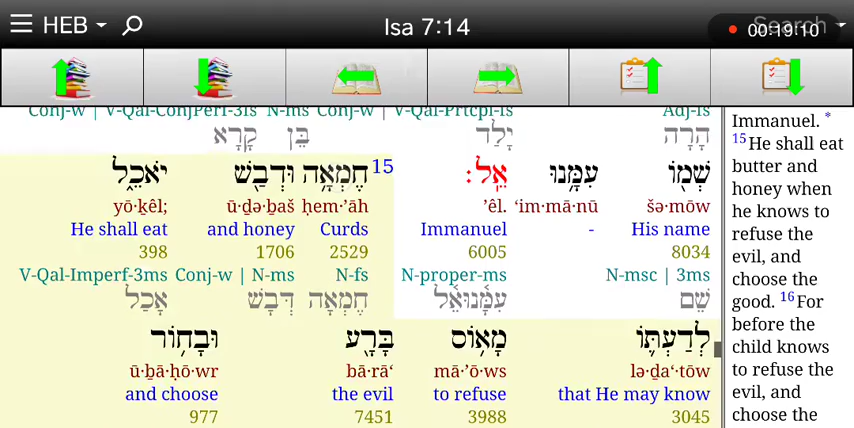 HEB
Isa 7:14
Search
00:19:10
Conj-w | V-Qal-ConjPerf-3fs N-ms Conj-w | V-Qal-Prtcpl-fs Adj-fs
הָרָה יָלַד בֵּן קָרָא
שְׁמ֖וֹ עִמָּ֥נוּ אֵֽל׃ 15 חֶמְאָ֥ה וּדְבַ֖שׁ יֹאכֵ֑ל
yō·ḵêl; ū·ḏə·ḇaš ḥem·’āh ’êl. ‘im·mā·nū šə·mōw
He shall eat and honey Curds Immanuel - His name
398 1706 2529 6005 8034
V-Qal-Imperf-3ms Conj-w | N-ms N-fs N-proper-ms N-msc | 3ms
שֵׁם עִמָּ֫נוּאֵל חֶמְאָה דְּבָשׁ אָכַל
לְדַעְתּ֛וֹ מָא֥וֹס בָּרָ֖ע וּבָח֥וֹר
ū·ḇā·ḥō·wr bā·rā‘ mā·’ō·ws lə·ḏa‘·tōw
and choose the evil to refuse that He may know
977 7451 3988 3045
Immanuel. *
15 He shall eat
butter and
honey when
he knows to
refuse the
evil, and
choose the
good. 16 For
before the
child knows
to refuse the
evil, and
choose the